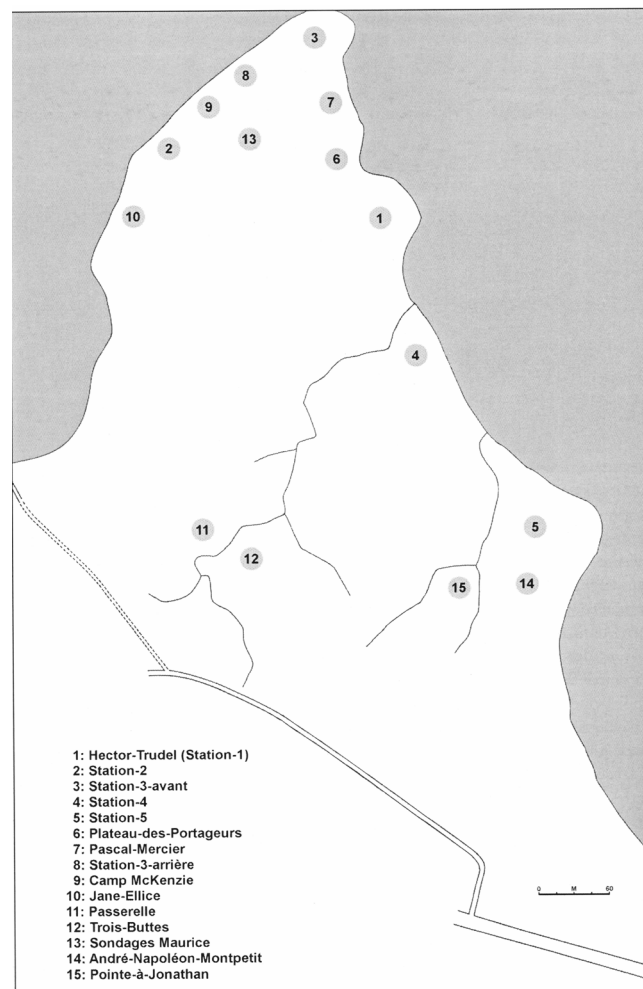 3
8
7
9
13
2
6
10
1
4
5
11
12
14
15
1: Hector-Trudel (Station-1)
2: Station-2
3: Station-3-avant
4: Station-4
5: Station-5
6: Plateau-des-Portageurs
7: Pascal-Mercier
8: Station-3-arrière
9: Camp McKenzie
10: Jane-Ellice
11: Passerelle
12: Trois-Buttes
13: Sondages Maurice
14: André-Napoléon-Montpetit
15: Pointe-à-Jonathan
0 M 60